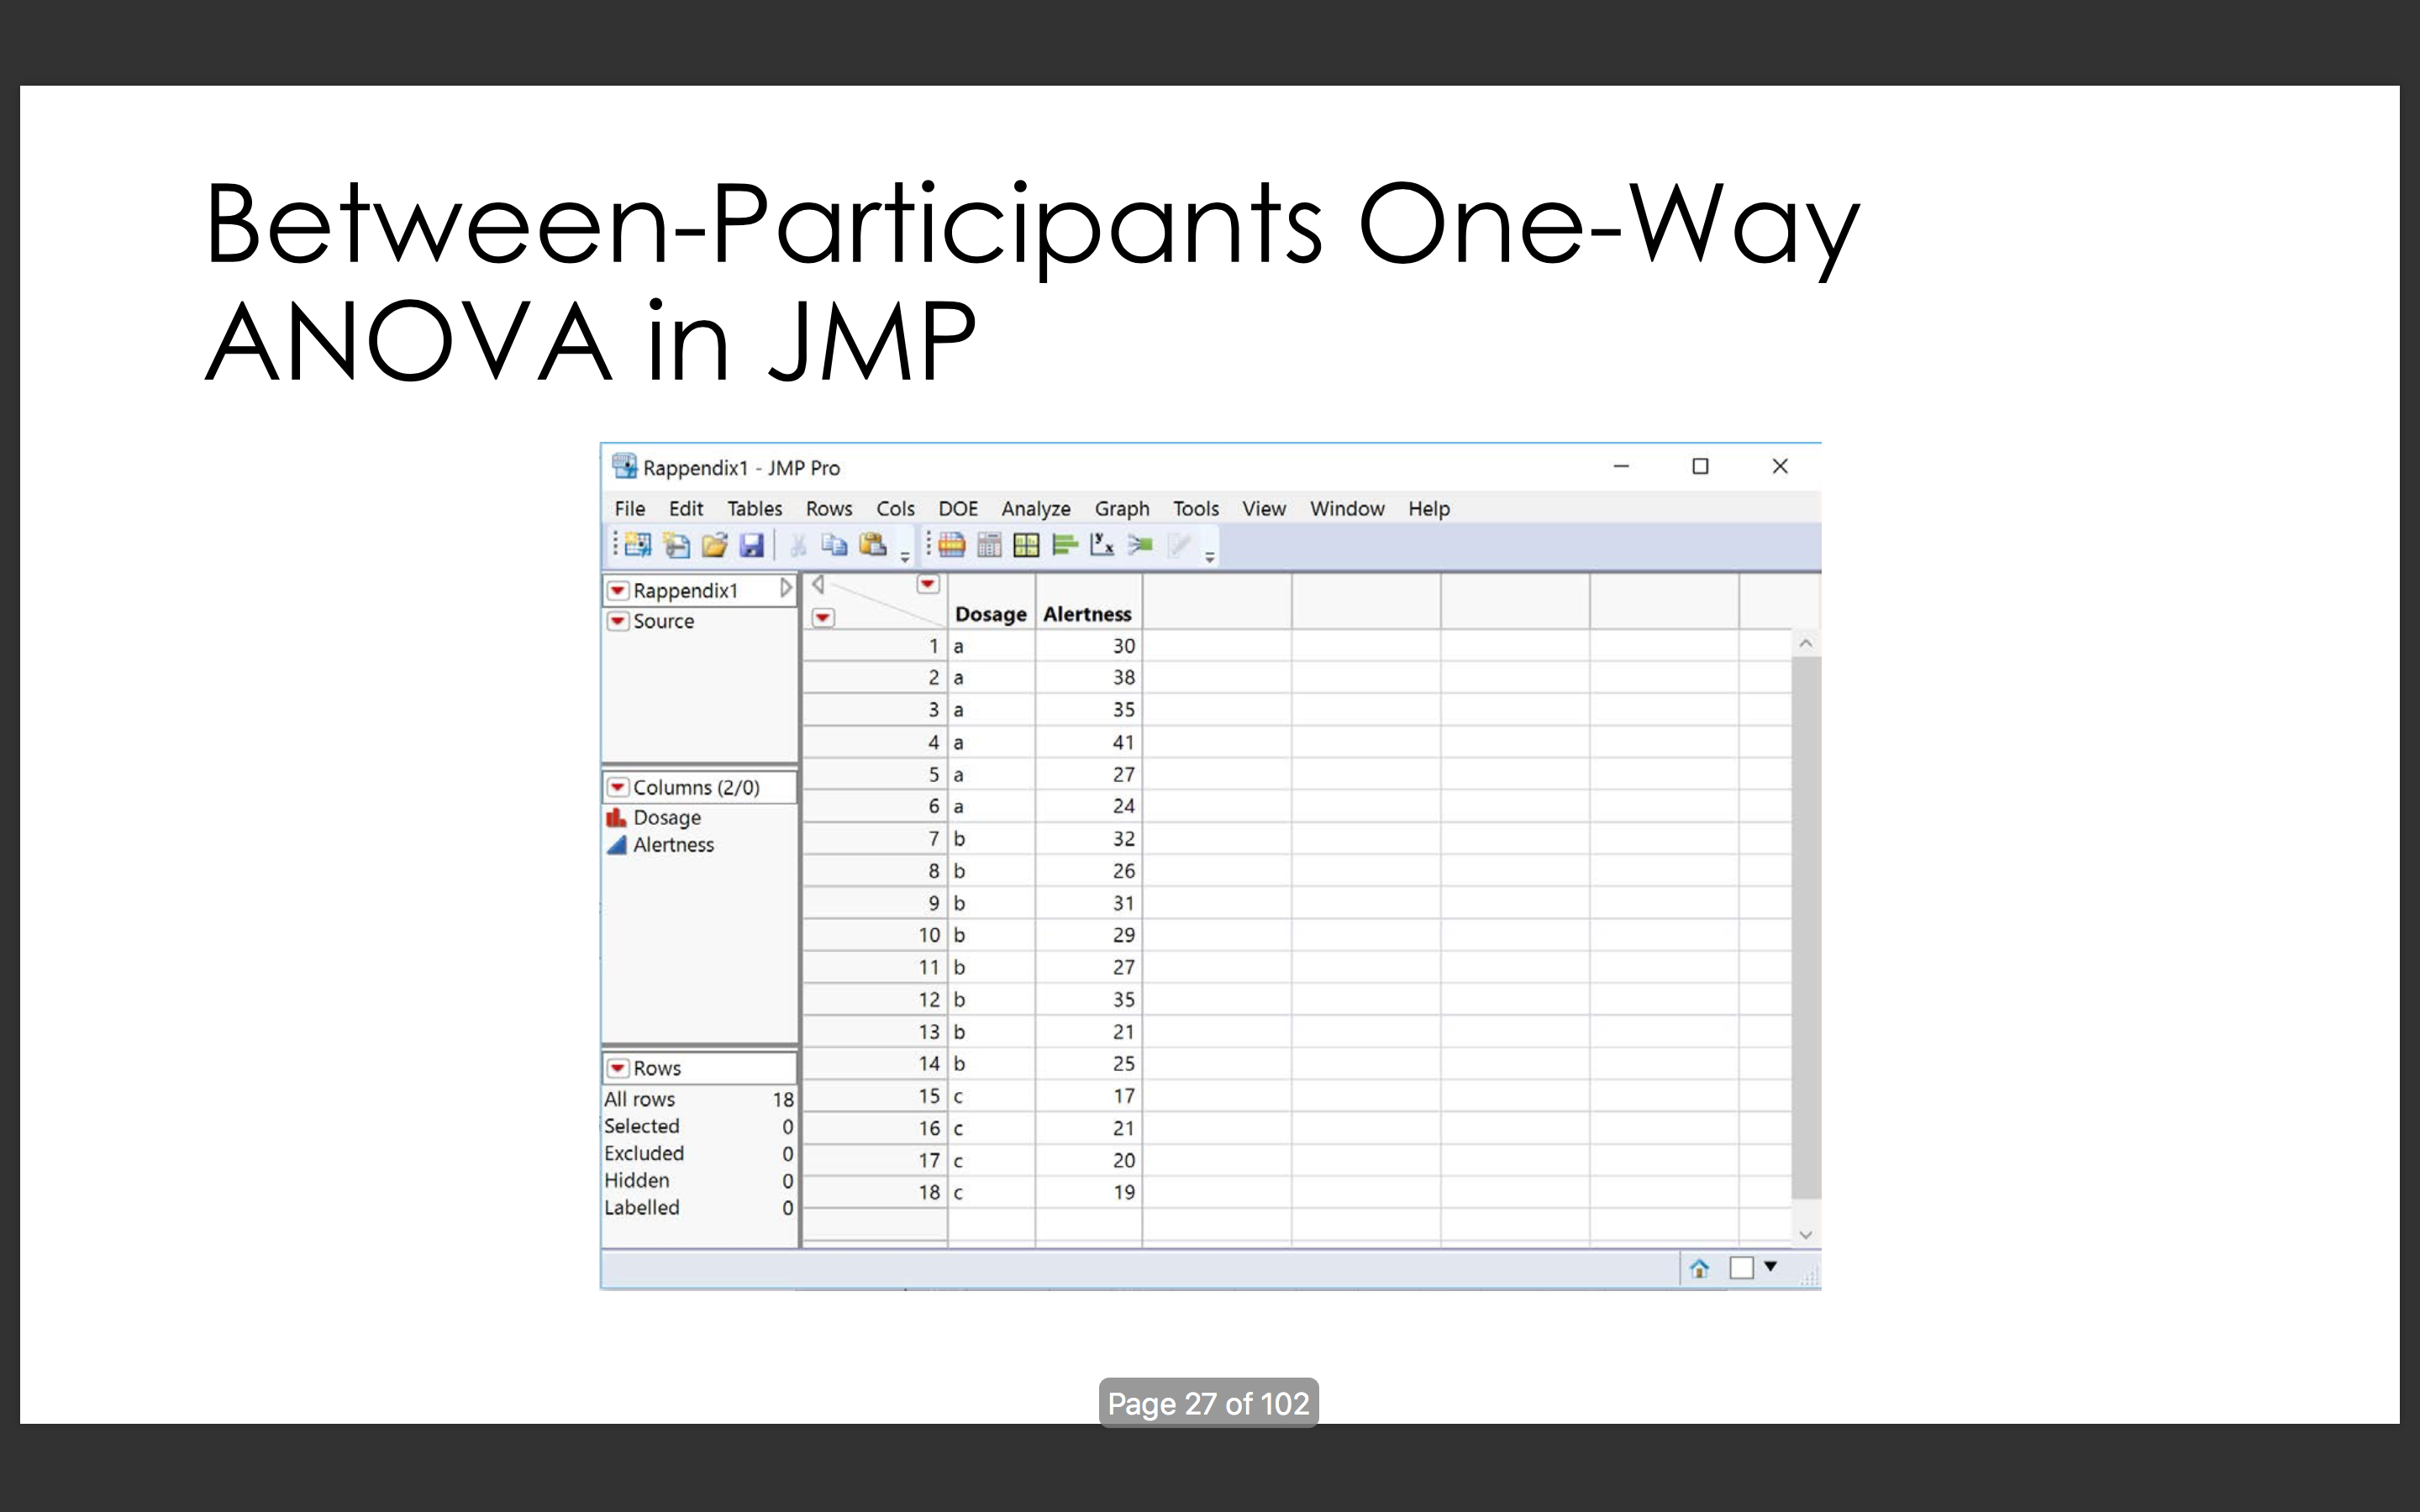 Between-Participants One-Way
ANOVA in JMP
Rappendix1 - JMP Pro
File Edit Tables Rows Cols DOE Analyze Graph Tools View Window Help
Rappendix1
Source
Columns (2/0)
Dosage
Alertness
Rows
All rows 18
Selected 0
Excluded 0
Hidden 0
Labelled 0
Dosage Alertness
1 a 30
2 a 38
3 a 35
4 a 41
5 a 27
6 a 24
7 b 32
8 b 26
9 b 31
10 b 29
11 b 27
12 b 35
13 b 21
14 b 25
15 c 17
16 c 21
17 c 20
18 c 19
Page 27 of 102